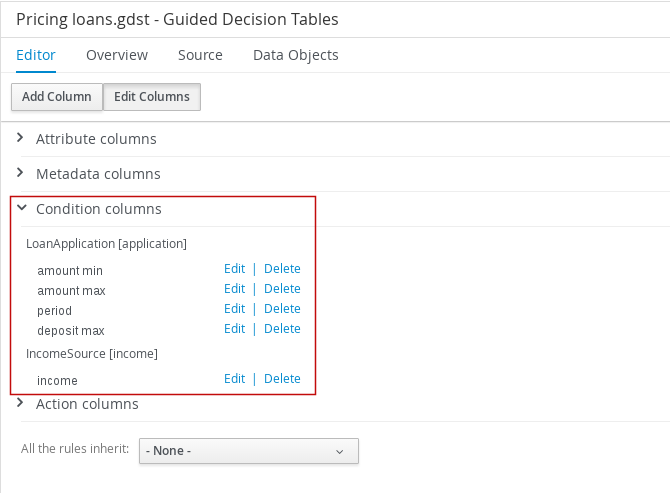 Pricing loans.gdst - Guided Decision Tables
Editor Overview Source Data Objects
Add Column Edit Columns
Attribute columns
Metadata columns
Condition columns
LoanApplication [application]
amount min Edit | Delete
amount max Edit | Delete
period Edit | Delete
deposit max Edit | Delete
IncomeSource [income]
income Edit | Delete
Action columns
All the rules inherit: - None -